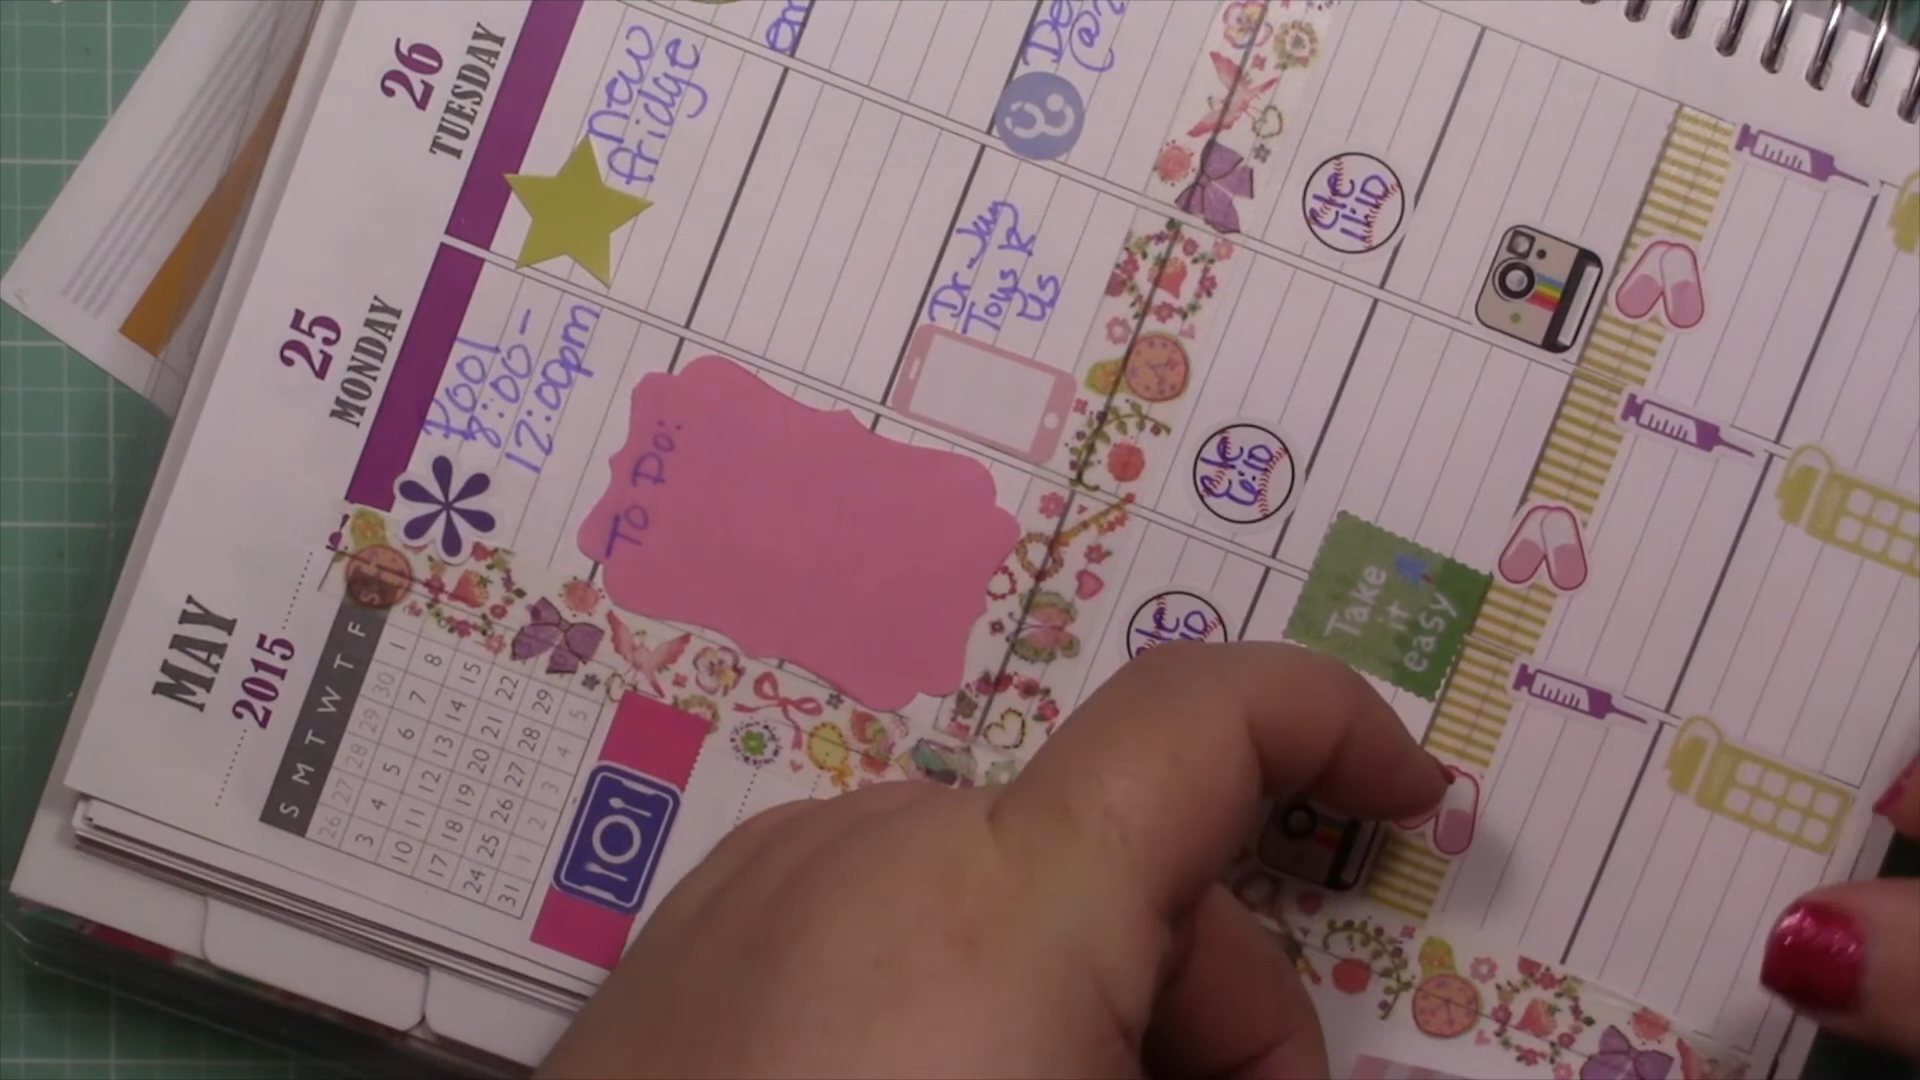 26
TUESDAY
New
fridge
25
MONDAY
Pool
8:00-
12:00pm
Dr. Jay
Toys R
Us
To Do:
Take
it
easy
MAY
2015
S M T W T F S
26 27 28 29 30 1
3 4 5 6 7 8
10 11 12 13 14 15
17 18 19 20 21 22
24 25 26 27 28 29
31 1 2 3 4 5